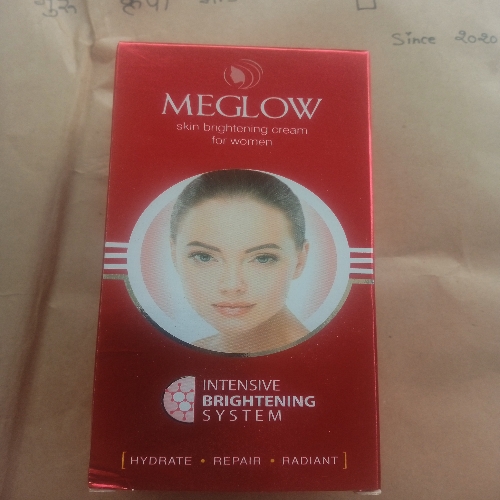 गुरु कृपा
Since 2020
MEGLOW
skin brightening cream
for women
INTENSIVE
BRIGHTENING
SYSTEM
[HYDRATE • REPAIR • RADIANT]